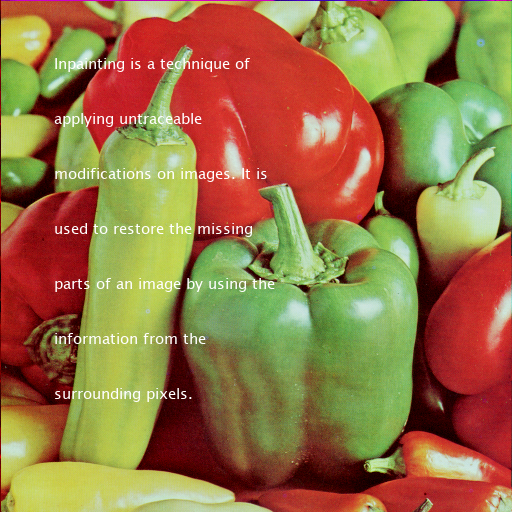 Inpainting is a technique of
applying untraceable
modifications on images. It is
used to restore the missing
parts of an image by using the
information from the
surrounding pixels.